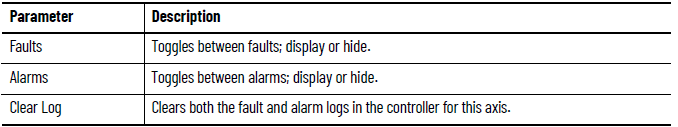 Parameter Description
Faults Toggles between faults; display or hide.
Alarms Toggles between alarms; display or hide.
Clear Log Clears both the fault and alarm logs in the controller for this axis.